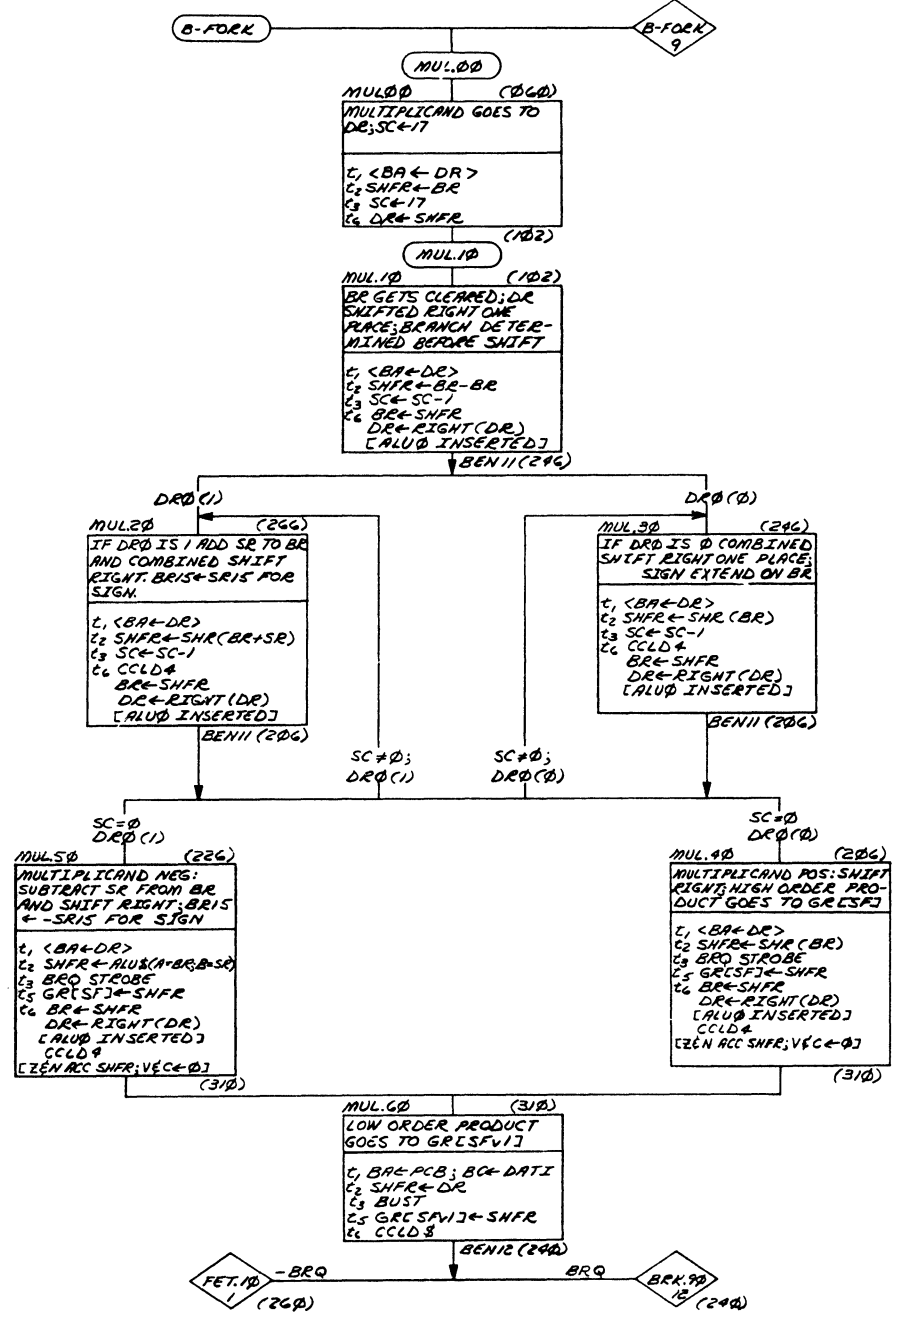 B-FORK
B-FORK
9
MUL.ØØ
MULØØ (Ø6Ø)
MULTIPLICAND GOES TO
DR;SC←17
t1 <BA←DR>
t2 SHFR←BR
t3 SC←17
t6 DR←SHFR
(1Ø2)
MUL.1Ø
MUL.1Ø (1Ø2)
BR GETS CLEARED;DR
SHIFTED RIGHT ONE
PLACE;BRANCH DETER-
MINED BEFORE SHIFT
t1 <BA←DR>
t2 SHFR←BR-BR
t3 SC←SC-1
t6 BR←SHFR
DR←RIGHT(DR)
[ALUØ INSERTED]
BEN11(246)
DRØ(1)
DRØ(Ø)
MUL.2Ø (266)
IF DRØ IS 1 ADD SR TO BR
AND COMBINED SHIFT
RIGHT. BR15←SR15 FOR
SIGN.
t1 <BA←DR>
t2 SHFR←SHR(BR+SR)
t3 SC←SC-1
t6 CCLD4
BR←SHFR
DR←RIGHT(DR)
[ALUØ INSERTED]
BEN11(2Ø6)
MUL.3Ø (246)
IF DRØ IS Ø COMBINED
SHIFT RIGHT ONE PLACE;
SIGN EXTEND ON BR
t1 <BA←DR>
t2 SHFR←SHR(BR)
t3 SC←SC-1
t6 CCLD4
BR←SHFR
DR←RIGHT(DR)
[ALUØ INSERTED]
BEN11(2Ø6)
SC≠Ø;
DRØ(1)
SC≠Ø;
DRØ(Ø)
SC=Ø
DRØ(1)
SC=Ø
DRØ(Ø)
MUL.5Ø (226)
MULTIPLICAND NEG:
SUBTRACT SR FROM BR
AND SHIFT RIGHT;BR15
← -SR15 FOR SIGN
t1 <BA←DR>
t2 SHFR←ALU$(A=BR;B=SR)
t3 BRQ STROBE
t5 GR[SF]←SHFR
t6 BR←SHFR
DR←RIGHT(DR)
[ALUØ INSERTED]
CCLD4
[Z&N ACC SHFR;V&C←Ø]
(31Ø)
MUL.4Ø (2Ø6)
MULTIPLICAND POS:SHIFT
RIGHT;HIGH ORDER PRO-
DUCT GOES TO GR[SF]
t1 <BA←DR>
t2 SHFR←SHR(BR)
t3 BRQ STROBE
t5 GR[SF]←SHFR
t6 BR←SHFR
DR←RIGHT(DR)
[ALUØ INSERTED]
CCLD4
[Z&N ACC SHFR;V&C←Ø]
(31Ø)
MUL.6Ø (31Ø)
LOW ORDER PRODUCT
GOES TO GR[SFv1]
t1 BA←PCB; BC←DATI
t2 SHFR←DR
t3 BUST
t5 GR[SFv1]←SHFR
t6 CCLD$
BEN12(24Ø)
FET.1Ø
1
(26Ø)
-BRQ
BRQ
BRK.9Ø
12
(24Ø)